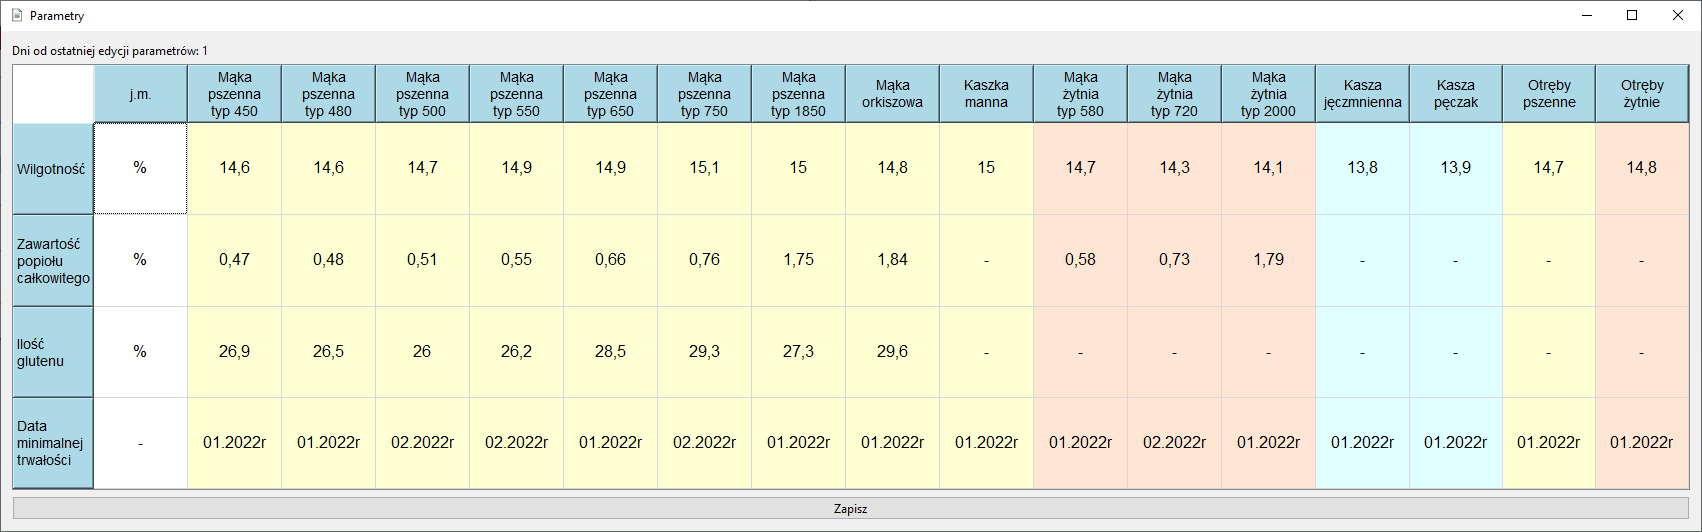 Parametry
Dni od ostatniej edycji parametrów: 1
j.m. Mąka pszenna typ 450 Mąka pszenna typ 480 Mąka pszenna typ 500 Mąka pszenna typ 550 Mąka pszenna typ 650 Mąka pszenna typ 750 Mąka pszenna typ 1850 Mąka orkiszowa Kaszka manna Mąka żytnia typ 580 Mąka żytnia typ 720 Mąka żytnia typ 2000 Kasza jęczmnienna Kasza pęczak Otręby pszenne Otręby żytnie
Wilgotność % 14,6 14,6 14,7 14,9 14,9 15,1 15 14,8 15 14,7 14,3 14,1 13,8 13,9 14,7 14,8
Zawartość popiołu całkowitego % 0,47 0,48 0,51 0,55 0,66 0,76 1,75 1,84 - 0,58 0,73 1,79 - - - -
Ilość glutenu % 26,9 26,5 26 26,2 28,5 29,3 27,3 29,6 - - - - - - - -
Data minimalnej trwałości - 01.2022r 01.2022r 02.2022r 02.2022r 01.2022r 02.2022r 01.2022r 01.2022r 01.2022r 01.2022r 02.2022r 01.2022r 01.2022r 01.2022r 01.2022r 01.2022r
Zapisz